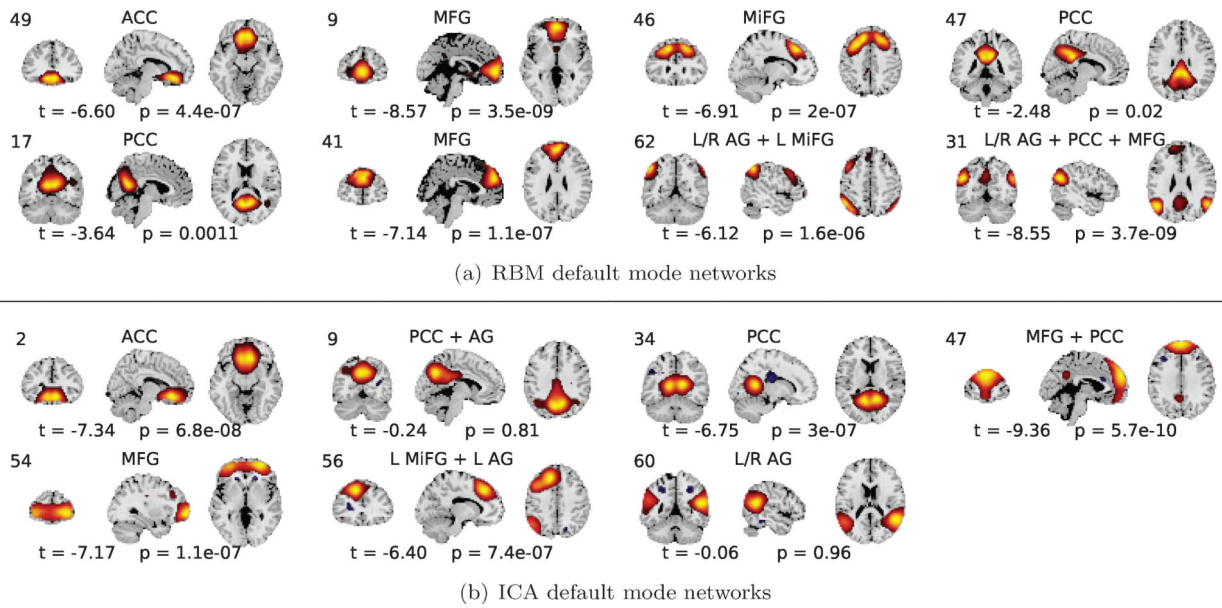 49 ACC 9 MFG 46 MiFG 47 PCC
t = -6.60 p = 4.4e-07 t = -8.57 p = 3.5e-09 t = -6.91 p = 2e-07 t = -2.48 p = 0.02
17 PCC 41 MFG 62 L/R AG + L MiFG 31 L/R AG + PCC + MFG
t = -3.64 p = 0.0011 t = -7.14 p = 1.1e-07 t = -6.12 p = 1.6e-06 t = -8.55 p = 3.7e-09
(a) RBM default mode networks
2 ACC 9 PCC + AG 34 PCC 47 MFG + PCC
t = -7.34 p = 6.8e-08 t = -0.24 p = 0.81 t = -6.75 p = 3e-07 t = -9.36 p = 5.7e-10
54 MFG 56 L MiFG + L AG 60 L/R AG
t = -7.17 p = 1.1e-07 t = -6.40 p = 7.4e-07 t = -0.06 p = 0.96
(b) ICA default mode networks